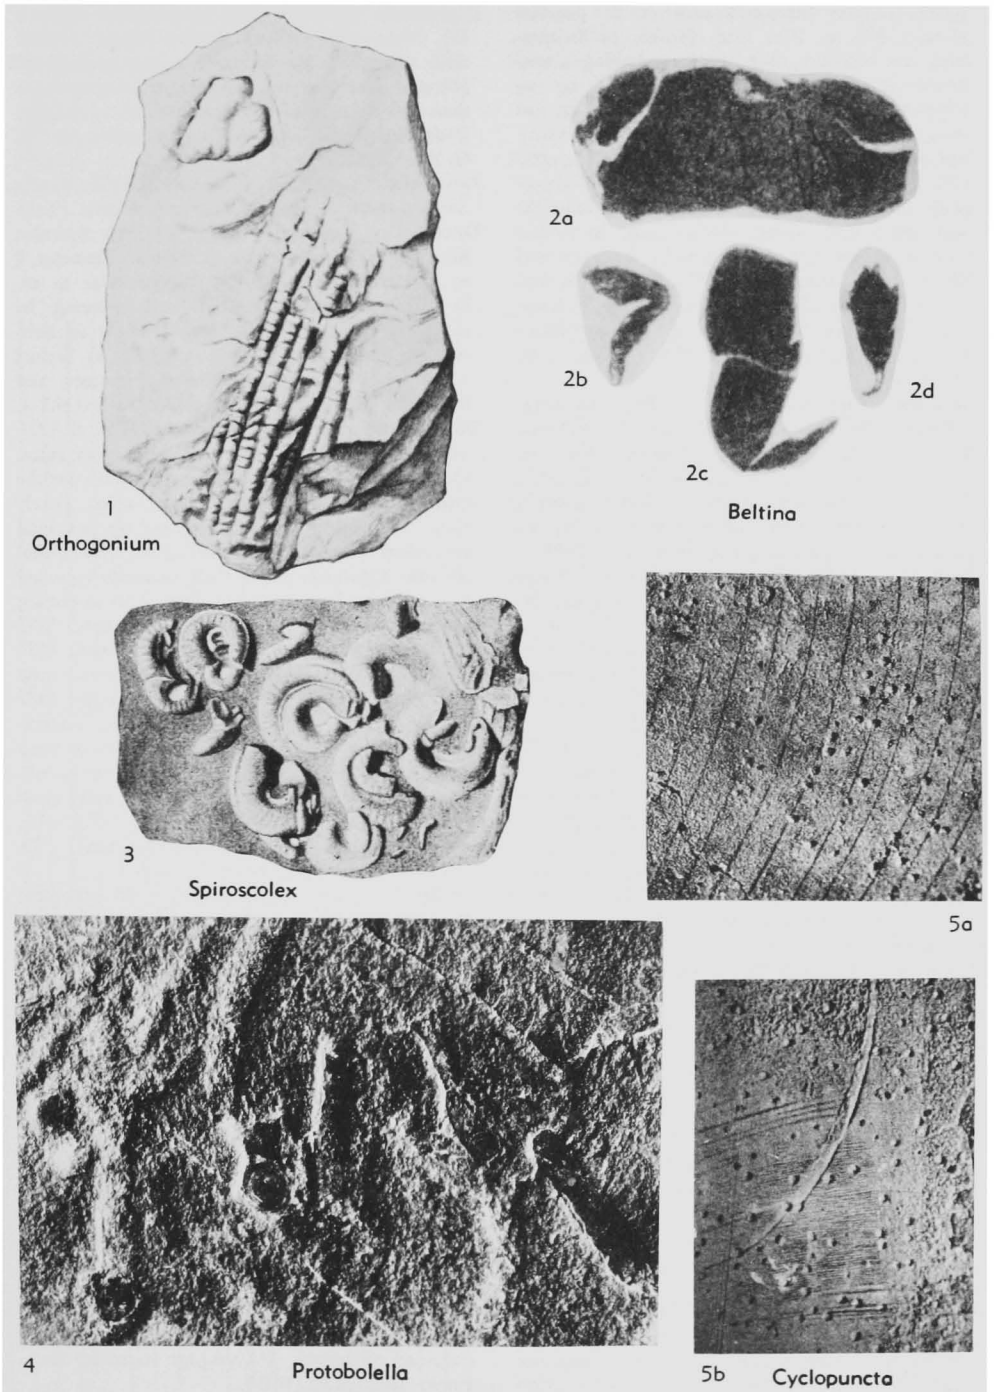 1
Orthogonium
2a
2b
2c
2d
Beltina
3
Spiroscolex
5a
4
Protobolella
5b
Cyclopuncta